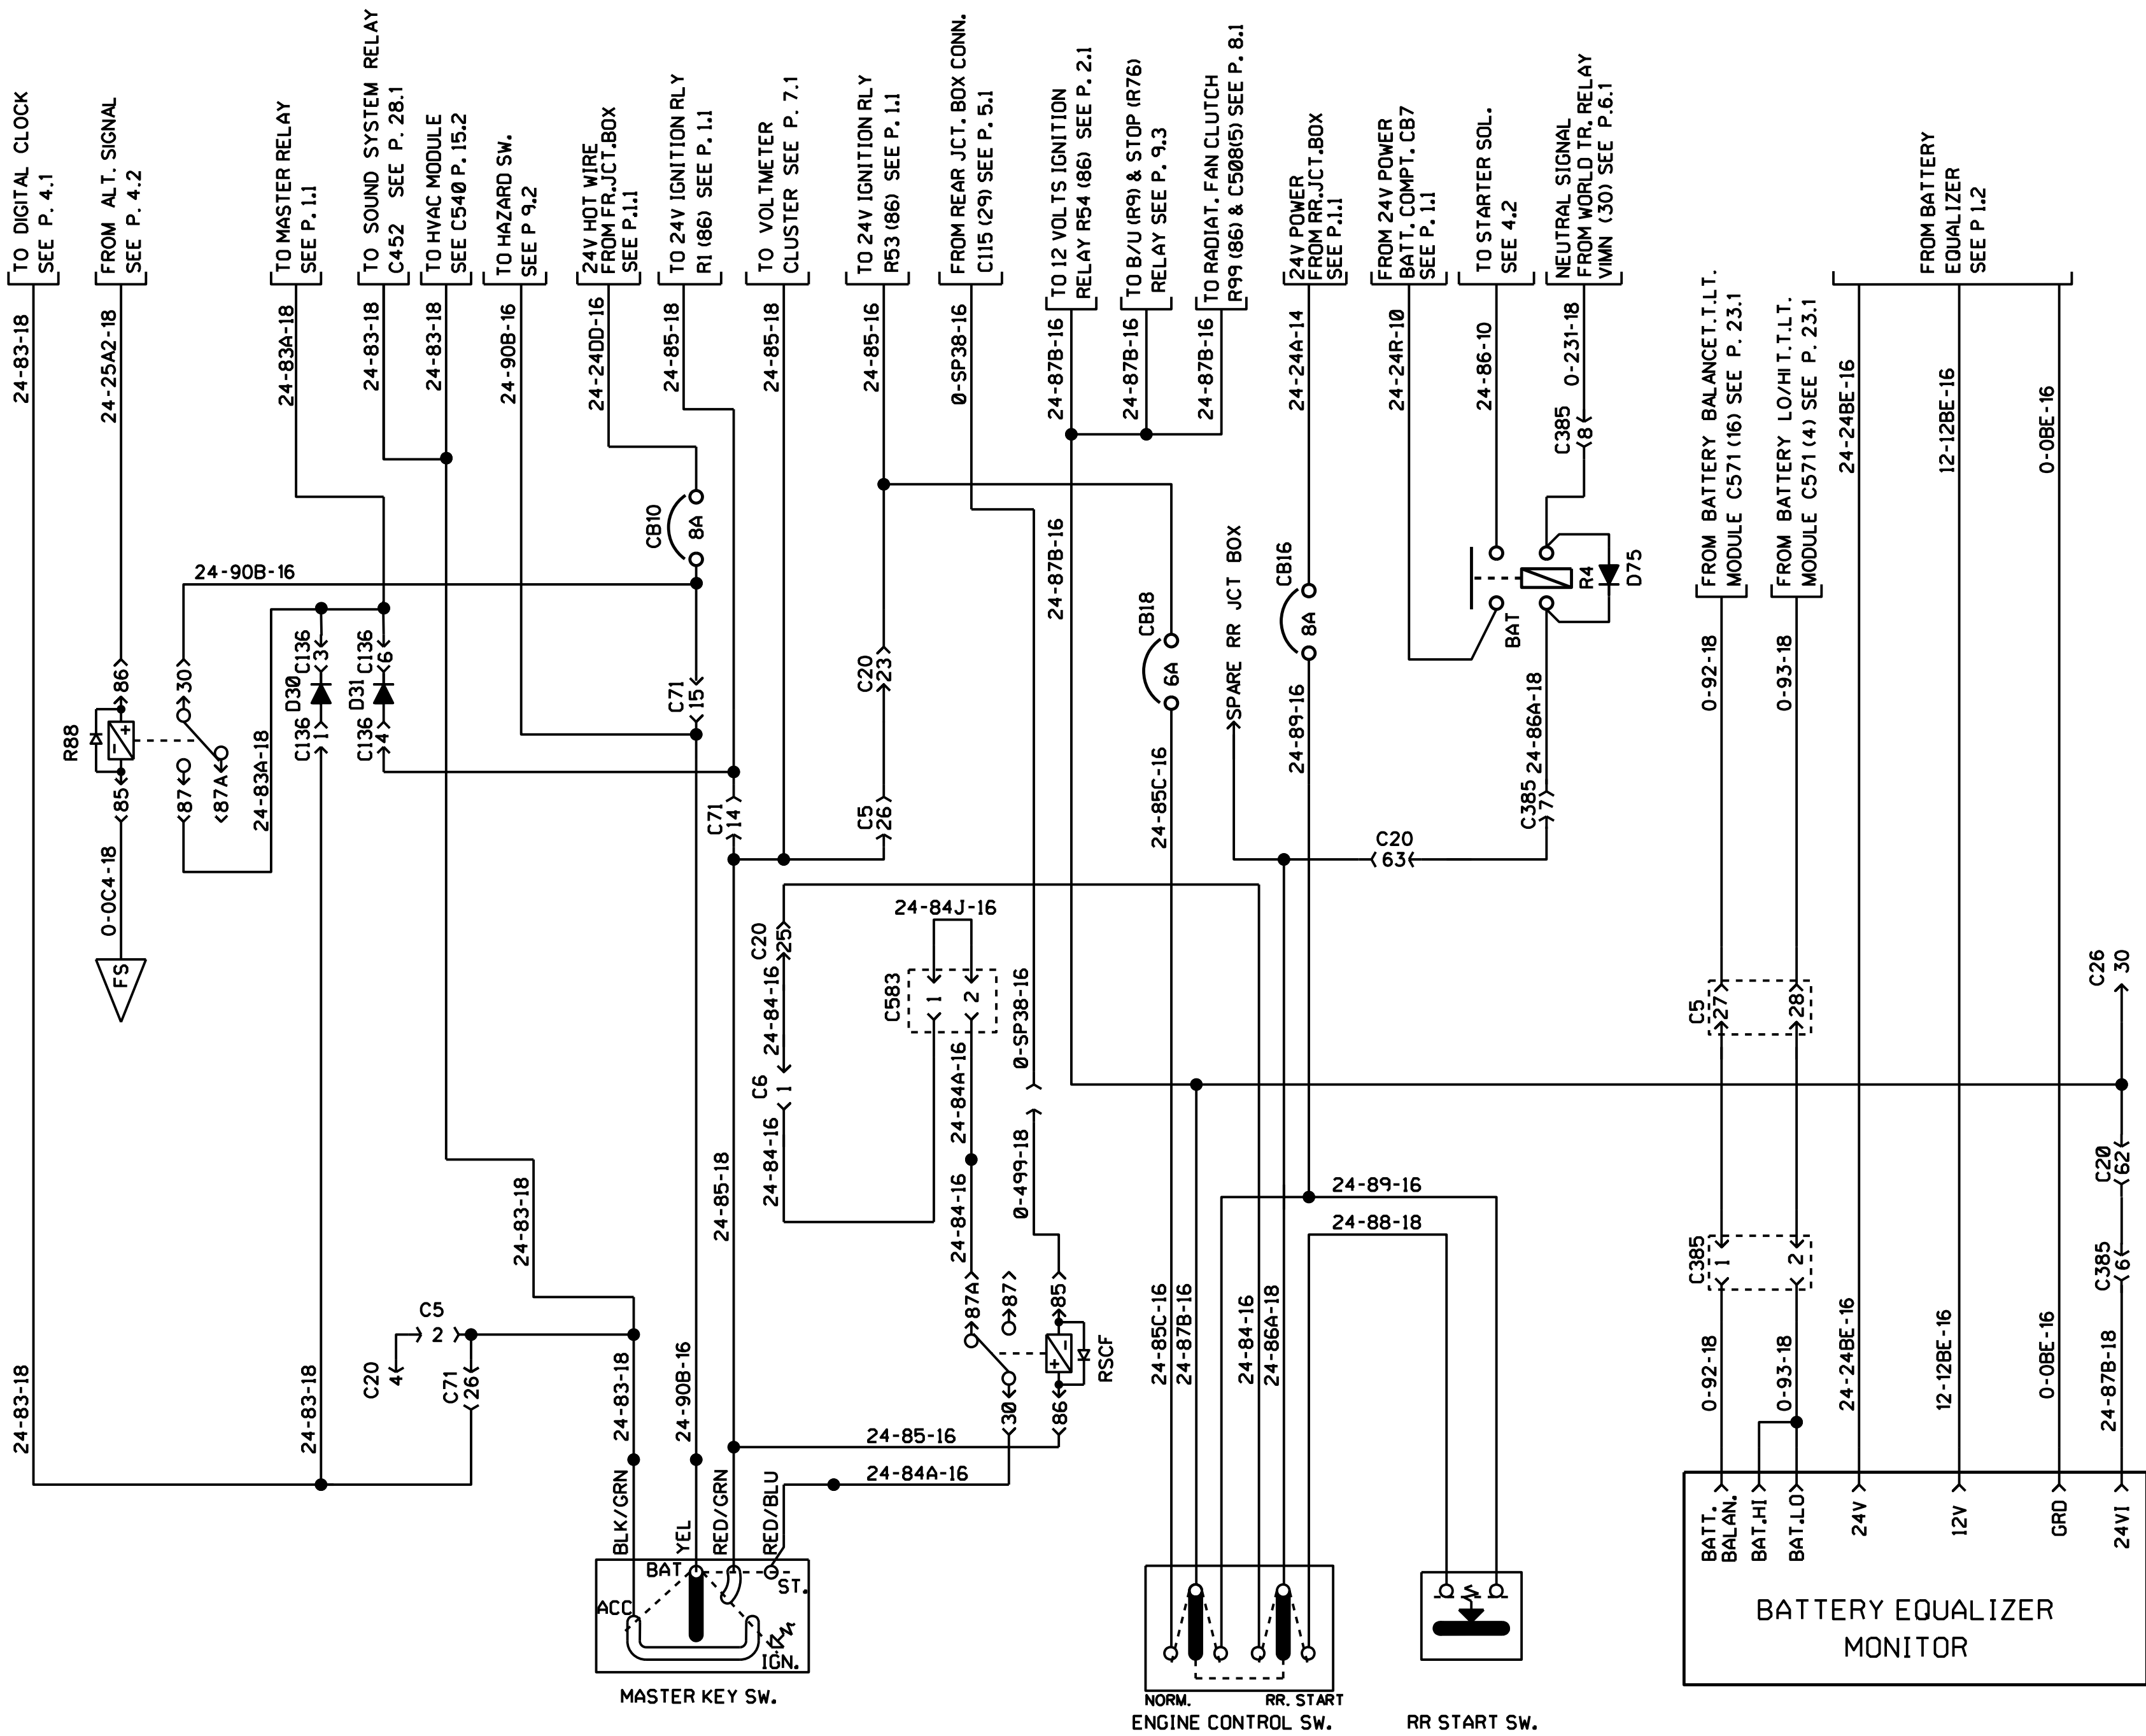 TO DIGITAL CLOCK
SEE P. 4.1
FROM ALT. SIGNAL
SEE P. 4.2
TO MASTER RELAY
SEE P. 1.1
TO SOUND SYSTEM RELAY
C452 SEE P. 28.1
TO HVAC MODULE
SEE C540 P. 15.2
TO HAZARD SW.
SEE P 9.2
24V HOT WIRE
FROM FR.JCT.BOX
SEE P.1.1
TO 24V IGNITION RLY
R1 (86) SEE P. 1.1
TO VOLTMETER
CLUSTER SEE P. 7.1
TO 24V IGNITION RLY
R53 (86) SEE P. 1.1
FROM REAR JCT. BOX CONN.
C115 (29) SEE P. 5.1
TO 12 VOLTS IGNITION
RELAY R54 (86) SEE P. 2.1
TO B/U (R9) & STOP (R76)
RELAY SEE P. 9.3
TO RADIAT. FAN CLUTCH
R99 (86) & C508(5) SEE P. 8.1
24V POWER
FROM RR.JCT.BOX
SEE P.1.1
FROM 24V POWER
BATT. COMPT. CB7
SEE P. 1.1
TO STARTER SOL.
SEE 4.2
NEUTRAL SIGNAL
FROM WORLD TR. RELAY
VIMN (30) SEE P.6.1
FROM BATTERY BALANCET.T.LT.
MODULE C571 (16) SEE P. 23.1
FROM BATTERY LO/HI T.T.LT.
MODULE C571 (4) SEE P. 23.1
FROM BATTERY
EQUALIZER
SEE P 1.2
24-83-18
24-25A2-18
24-83A-18
24-83-18
24-83-18
24-90B-16
24-24DD-16
24-85-18
24-85-18
24-85-16
0-SP38-16
24-87B-16
24-87B-16
24-87B-16
24-24A-14
24-24R-10
24-86-10
0-231-18
24-24BE-16
12-12BE-16
0-0BE-16
C385
8
CB10
8A
24-90B-16
24-87B-16
SPARE RR JCT BOX
CB16
8A
R4
D75
BAT
CB18
6A
C20
23
86
30
R88
85
87
87A
24-83A-18
D30
C136
3
C136
1
D31
C136
6
C136
4
C71
15
C71
14
C5
26
24-85C-16
24-89-16
24-86A-18
C385
7
C20
63
0-92-18
0-93-18
0-0C4-18
FS
24-84J-16
C20
25
C583
1
2
24-84-16
C6
1
24-84-16
24-84A-16
24-84-16
0-SP38-16
0-499-18
C5
27
28
C26
30
24-83-18
24-85-18
24-89-16
24-88-18
C385
1
2
C20
62
C385
6
C5
2
C20
4
C71
26
87A
87
85
30
86
RSCF
24-83-18
24-83-18
24-83-18
24-90B-16
24-85-16
24-84A-16
24-85C-16
24-87B-16
24-84-16
24-86A-18
0-92-18
0-93-18
24-24BE-16
12-12BE-16
0-0BE-16
24-87B-18
BLK/GRN
YEL
RED/GRN
RED/BLU
BAT
ST.
ACC
IGN.
MASTER KEY SW.
NORM.
RR. START
ENGINE CONTROL SW.
RR START SW.
BATT.
BALAN.
BAT.HI
BAT.LO
24V
12V
GRD
24VI
BATTERY EQUALIZER
MONITOR